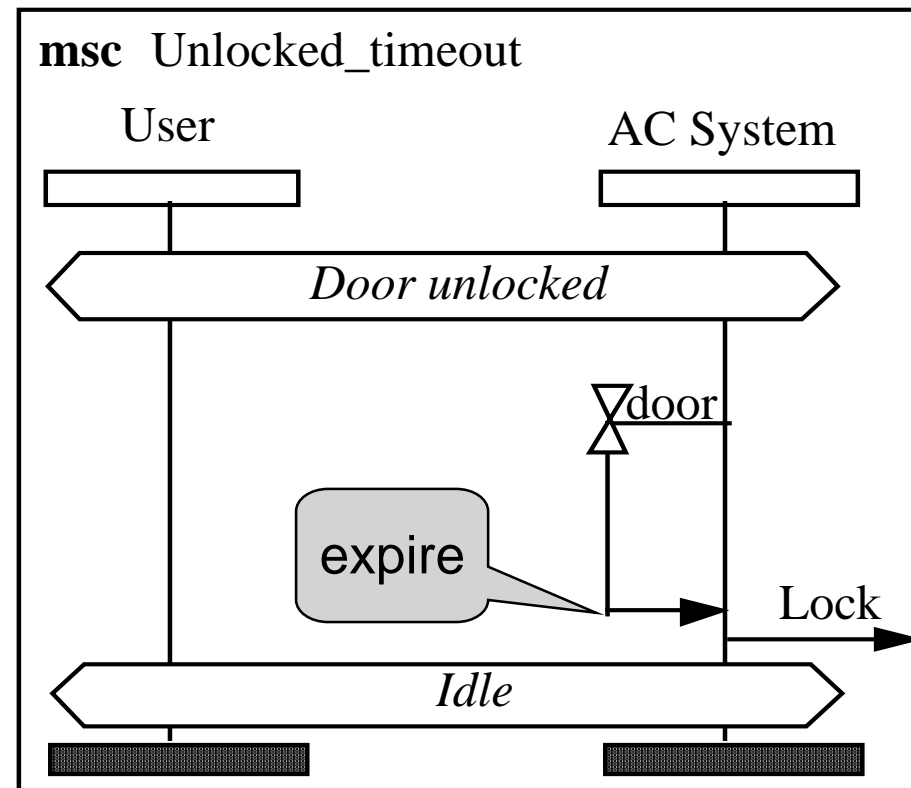 msc Unlocked_timeout
User
AC System
Door unlocked
door
expire
Lock
Idle